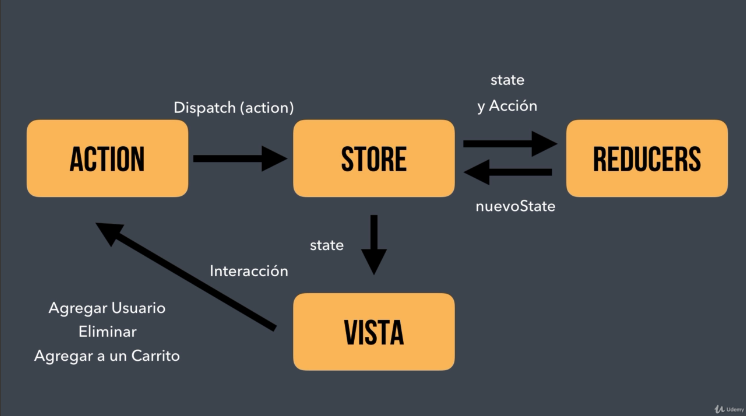 state
y Acción
Dispatch (action)
ACTION
STORE
REDUCERS
nuevoState
state
Interacción
Agregar Usuario
Eliminar
Agregar a un Carrito
VISTA
Udemy